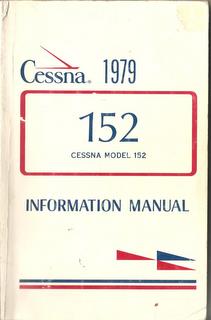 Cessna® 1979
152
CESSNA MODEL 152
INFORMATION MANUAL